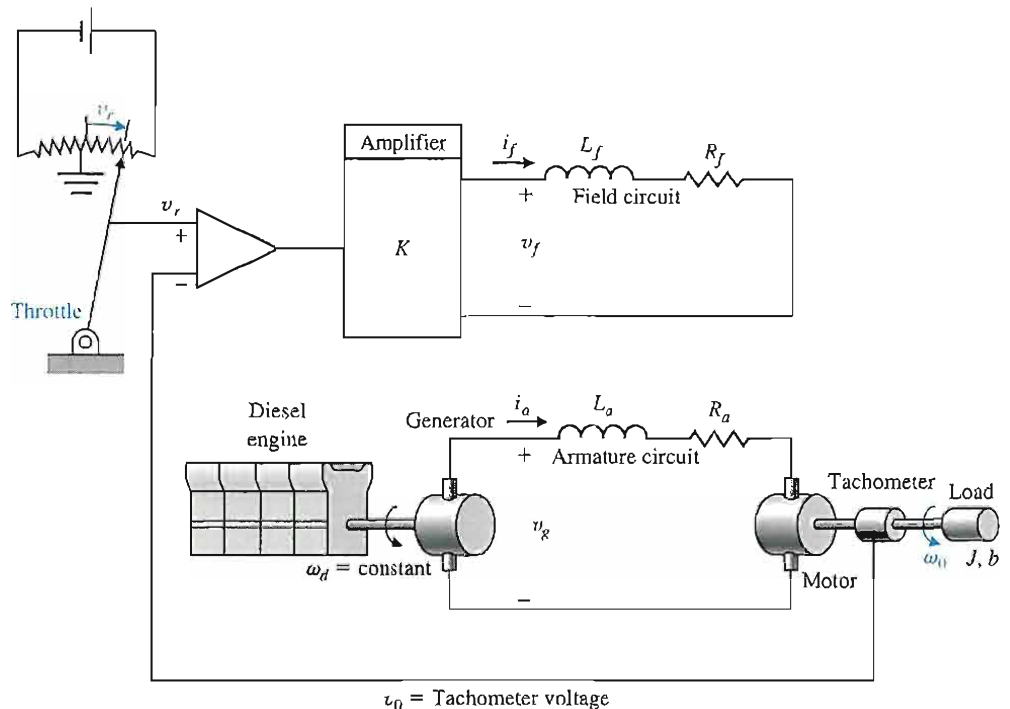 v_r
Amplifier
i_f
L_f
R_f
+
Field circuit
v_r
+
K
v_f
−
−
Throttle
Diesel engine
Generator
i_a
L_a
R_a
+
Armature circuit
Tachometer
Load
v_g
ω_d = constant
ω_0
J, b
Motor
−
v_0 = Tachometer voltage